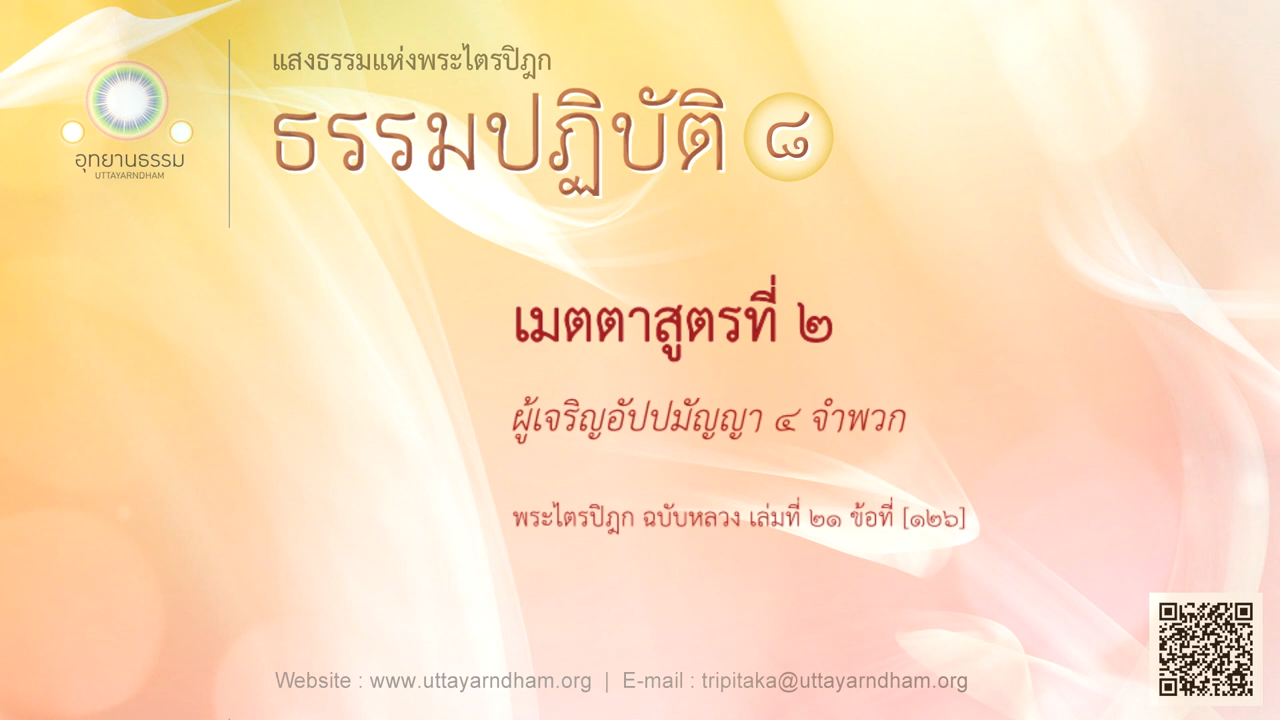 แสงธรรมแห่งพระไตรปิฎก
ธรรมปฏิบัติ ๘
อุทยานธรรม
UTTAYARNDHAM
เมตตาสูตรที่ ๒
ผู้เจริญอัปปมัญญา ๔ จำพวก
พระไตรปิฎก ฉบับหลวง เล่มที่ ๒๑ ข้อที่ [๑๒๖]
Website : www.uttayarndham.org | E-mail : tripitaka@uttayarndham.org